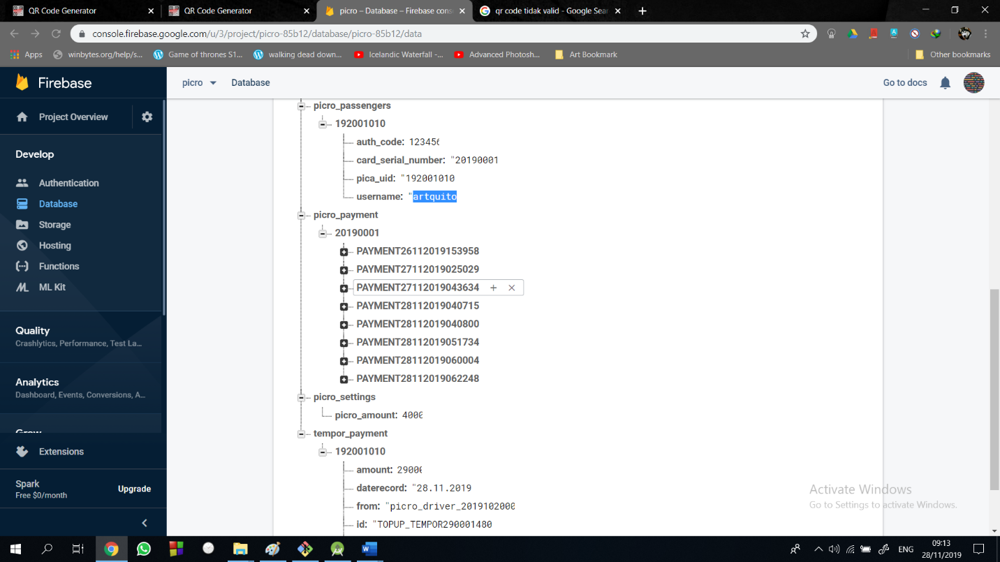 QR Code Generator
QR Code Generator
picro – Database – Firebase cons
qr code tidak valid - Google Sear
console.firebase.google.com/u/3/project/picro-85b12/database/picro-85b12/data
Apps
winbytes.org/help/s...
Game of thrones S1...
walking dead down...
Icelandic Waterfall -...
Advanced Photosh...
Art Bookmark
Other bookmarks
Firebase
picro
Database
Go to docs
Project Overview
Develop
Authentication
Database
Storage
Hosting
Functions
ML Kit
Quality
Crashlytics, Performance, Test La...
Analytics
Dashboard, Events, Conversions, A...
Grow
Extensions
Spark
Free $0/month
Upgrade
picro_passengers
192001010
auth_code: 123456
card_serial_number: "20190001
pica_uid: "192001010
username: "artquito
picro_payment
20190001
PAYMENT26112019153958
PAYMENT27112019025029
PAYMENT27112019043634
PAYMENT28112019040715
PAYMENT28112019040800
PAYMENT28112019051734
PAYMENT28112019060004
PAYMENT28112019062248
picro_settings
picro_amount: 4000
tempor_payment
192001010
amount: 29000
daterecord: "28.11.2019
from: "picro_driver_2019102000
id: "TOPUP_TEMPOR290001480
Activate Windows
Go to Settings to activate Windows.
ENG
09:13
28/11/2019